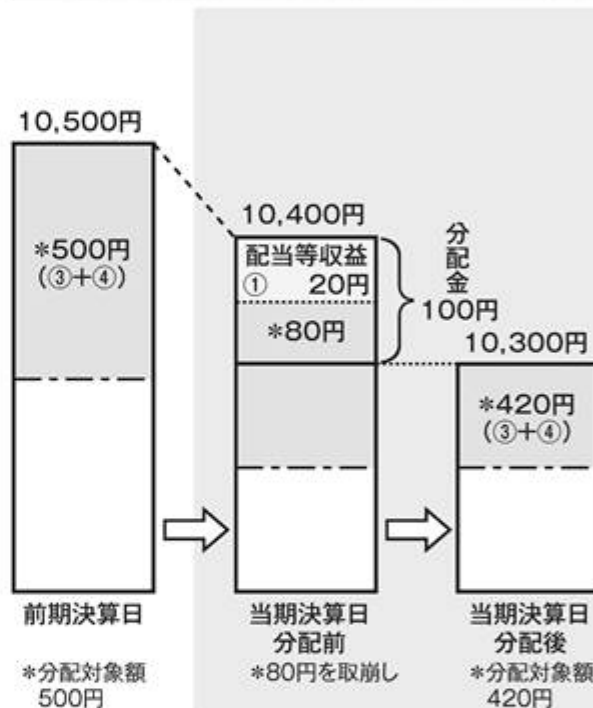 10,500円
*500円
(③+④)
前期決算日
*分配対象額
500円
10,400円
配当等収益
① 20円
*80円
分配金
100円
当期決算日
分配前
*80円を取崩し
10,300円
*420円
(③+④)
当期決算日
分配後
*分配対象額
420円